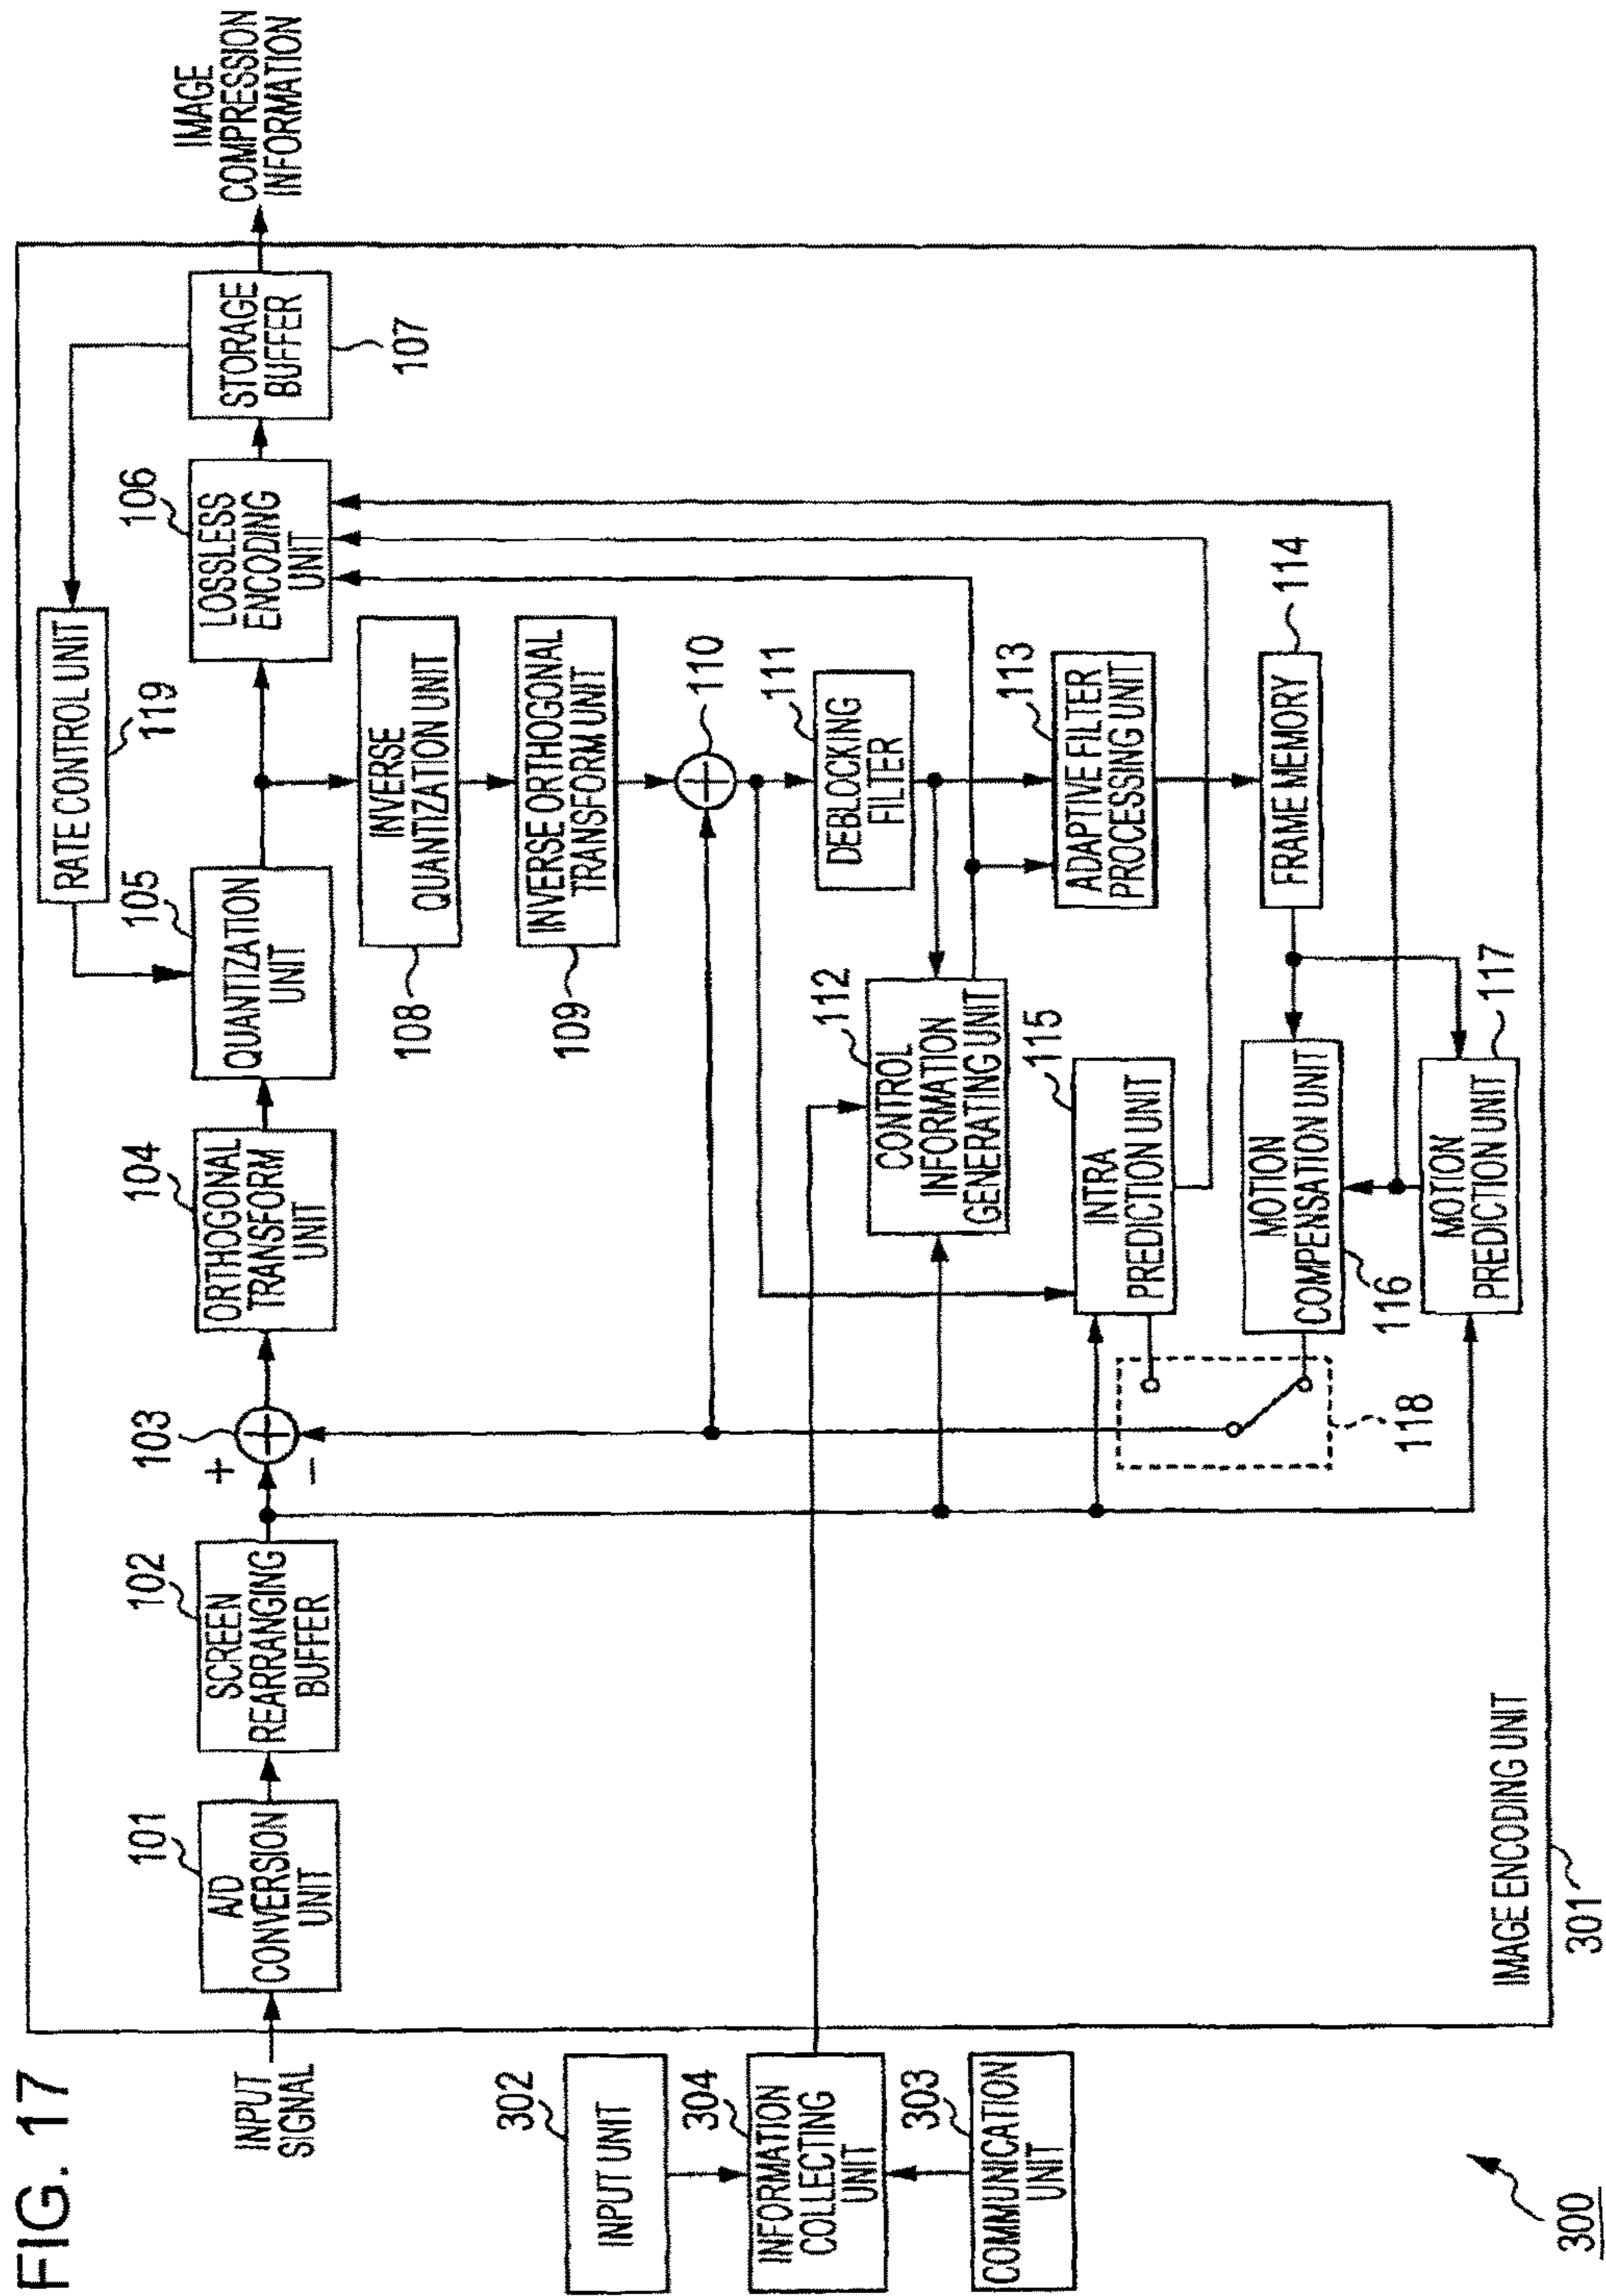 FIG. 17
IMAGE
COMPRESSION
INFORMATION
RATE CONTROL UNIT
119
INPUT
SIGNAL
101
A/D
CONVERSION
UNIT
102
SCREEN
REARRANGING
BUFFER
103
+
−
104
ORTHOGONAL
TRANSFORM
UNIT
105
QUANTIZATION
UNIT
106
LOSSLESS
ENCODING
UNIT
STORAGE
BUFFER
107
INVERSE
QUANTIZATION UNIT
108
INVERSE ORTHOGONAL
TRANSFORM UNIT
109
110
111
DEBLOCKING
FILTER
112
CONTROL
INFORMATION
GENERATING UNIT
113
ADAPTIVE FILTER
PROCESSING UNIT
114
FRAME MEMORY
115
INTRA
PREDICTION UNIT
MOTION
COMPENSATION UNIT
116
117
MOTION
PREDICTION UNIT
118
302
INPUT UNIT
304
INFORMATION
COLLECTING
UNIT
303
COMMUNICATION
UNIT
IMAGE ENCODING UNIT
301
300